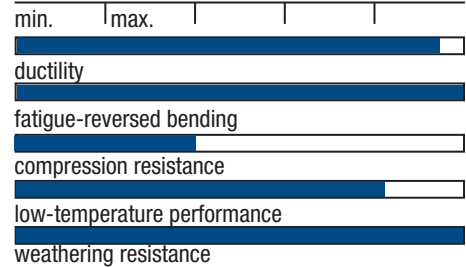 min. max.
ductility
fatigue-reversed bending
compression resistance
low-temperature performance
weathering resistance